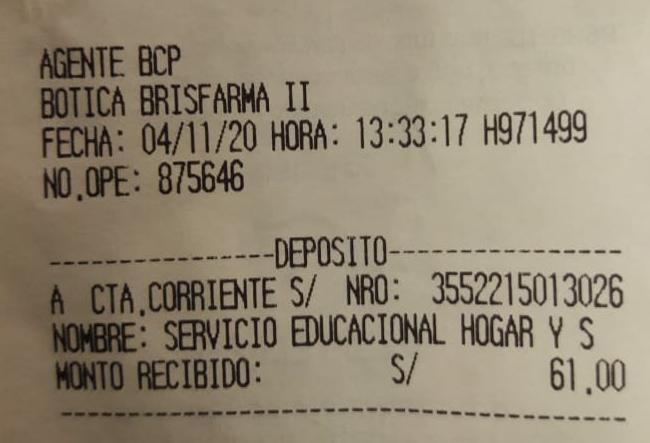 AGENTE BCP
BOTICA BRISFARMA II
FECHA: 04/11/20 HORA: 13:33:17 H971499
NO.OPE: 875646
----------------DEPOSITO----------------
A CTA.CORRIENTE S/ NRO: 3552215013026
NOMBRE: SERVICIO EDUCACIONAL HOGAR Y S
MONTO RECIBIDO: S/ 61.00
----------------------------------------